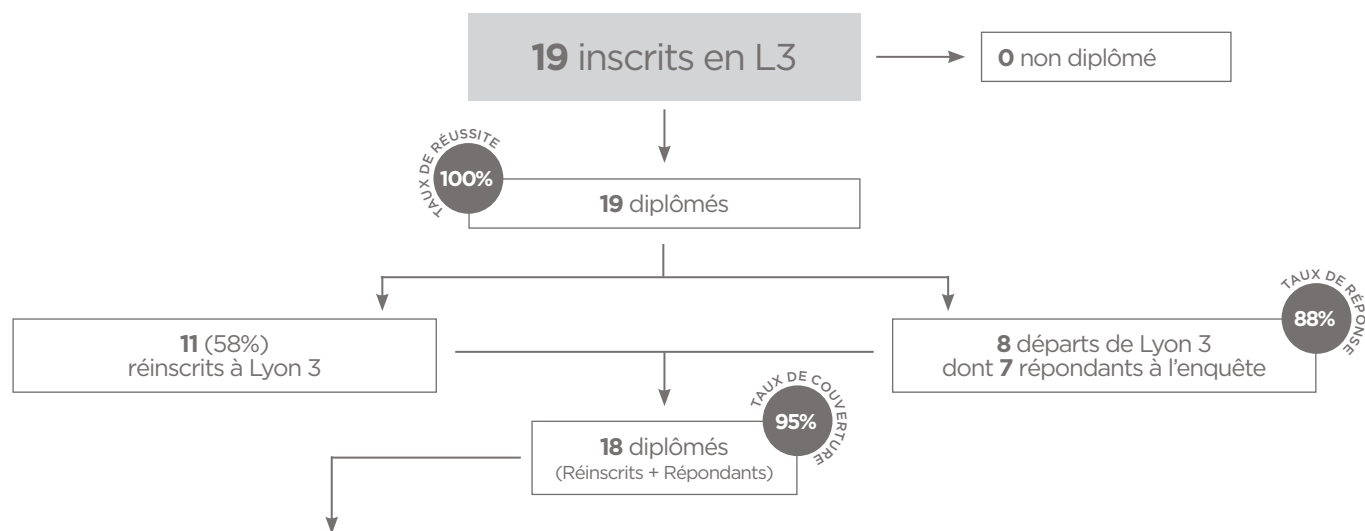 19 inscrits en L3
0 non diplômé
TAUX DE RÉUSSITE
100%
19 diplômés
11 (58%)
réinscrits à Lyon 3
8 départs de Lyon 3
dont 7 répondants à l'enquête
TAUX DE RÉPONSE
88%
18 diplômés
(Réinscrits + Répondants)
TAUX DE COUVERTURE
95%